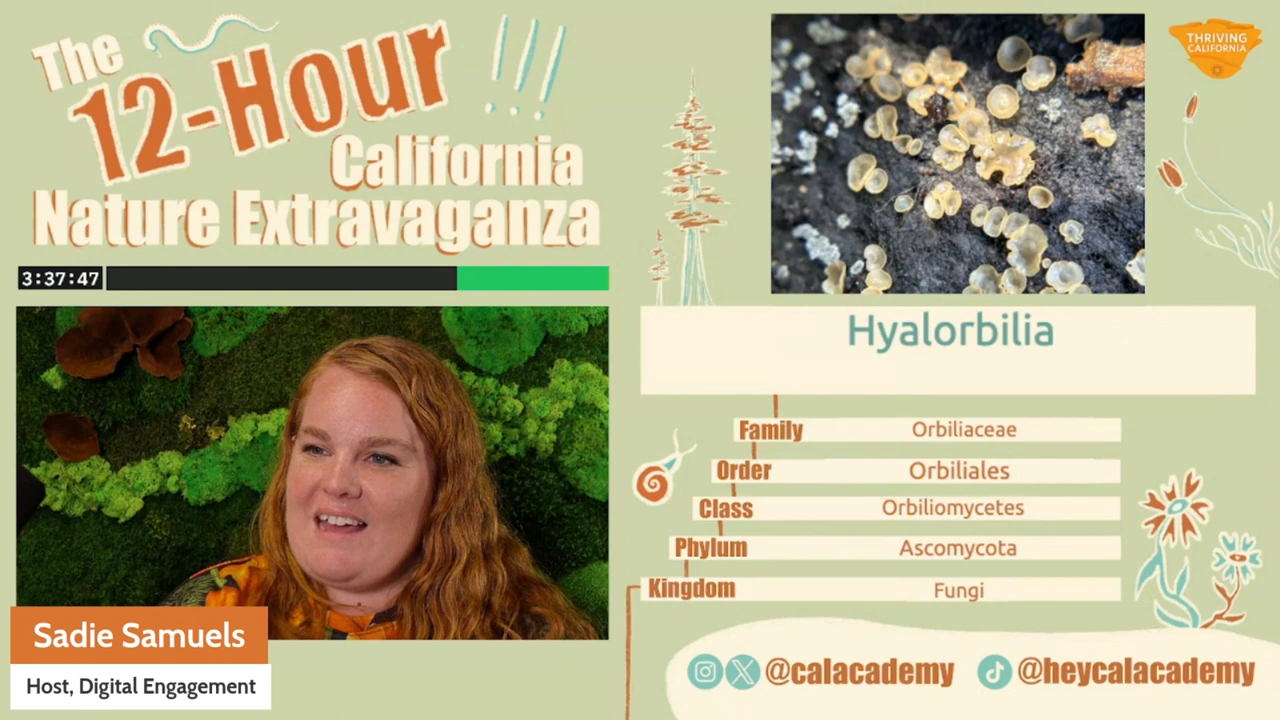 The
12-Hour!!!
California
Nature Extravaganza
3:37:47
THRIVING
CALIFORNIA
Hyalorbilia
Family Orbiliaceae
Order Orbiliales
Class Orbiliomycetes
Phylum Ascomycota
Kingdom Fungi
Sadie Samuels
Host, Digital Engagement
@calacademy @heycalacademy